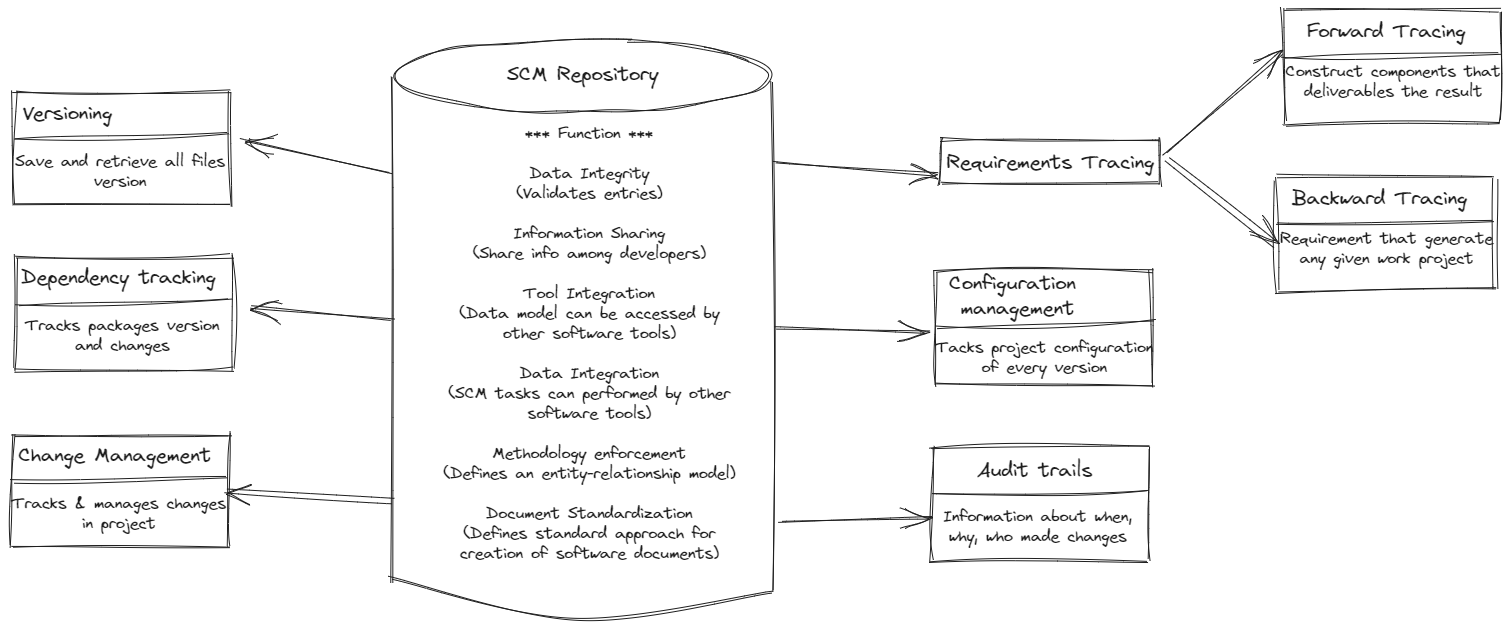 SCM Repository
*** Function ***
Data Integrity
(Validates entries)
Information Sharing
(Share info among developers)
Tool Integration
(Data model can be accessed by
other software tools)
Data Integration
(SCM tasks can performed by other
software tools)
Methodology enforcement
(Defines an entity-relationship model)
Document Standardization
(Defines standard approach for
creation of software documents)
Versioning
Save and retrieve all files
version
Dependency tracking
Tracks packages version
and changes
Change Management
Tracks & manages changes
in project
Requirements Tracing
Forward Tracing
Construct components that
deliverables the result
Backward Tracing
Requirement that generate
any given work project
Configuration
management
Tacks project configuration
of every version
Audit trails
Information about when,
why, who made changes